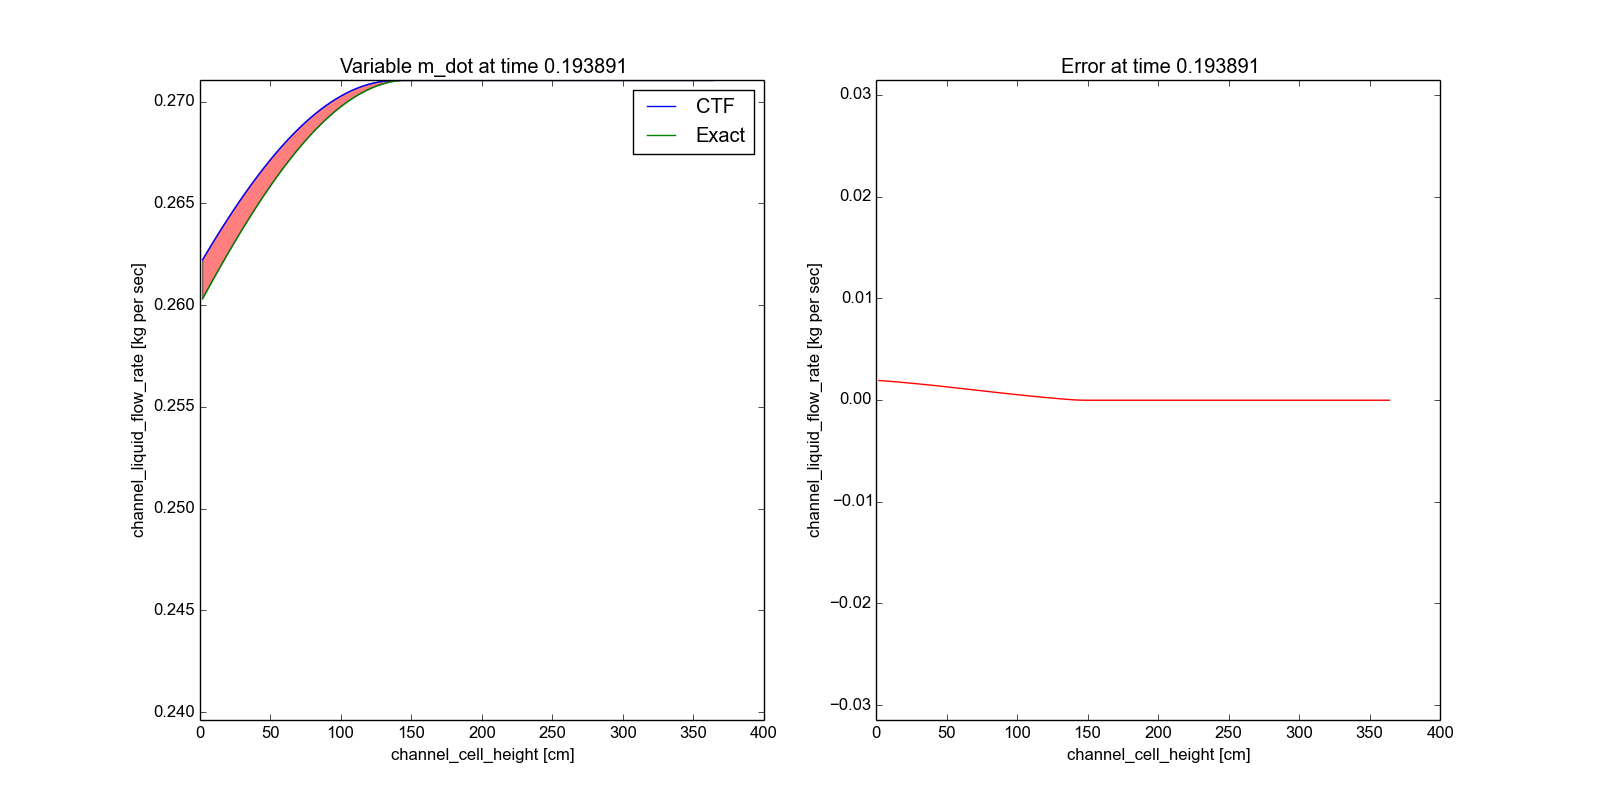 Variable m_dot at time 0.193891
CTF
Exact
0.270
0.265
0.260
0.255
0.250
0.245
0.240
channel_liquid_flow_rate [kg per sec]
0 50 100 150 200 250 300 350 400
channel_cell_height [cm]
Error at time 0.193891
0.03
0.02
0.01
0.00
−0.01
−0.02
−0.03
channel_liquid_flow_rate [kg per sec]
0 50 100 150 200 250 300 350 400
channel_cell_height [cm]